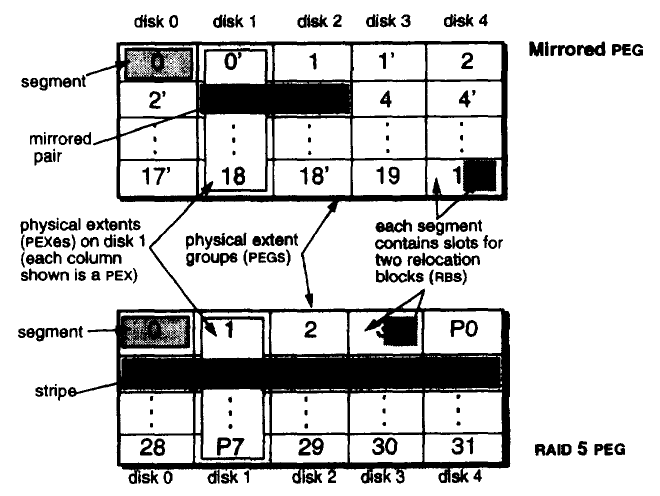 disk 0 disk 1 disk 2 disk 3 disk 4
Mirrored PEG
0 0' 1 1' 2
segment
2' 4 4'
mirrored
pair
17' 18 18' 19
physical extents
(PEXes) on disk 1
(each column
shown is a PEX)
physical extent
groups (PEGs)
each segment
contains slots for
two relocation
blocks (RBs)
segment
0 1 2 P0
stripe
28 P7 29 30 31
RAID 5 PEG
disk 0 disk 1 disk 2 disk 3 disk 4